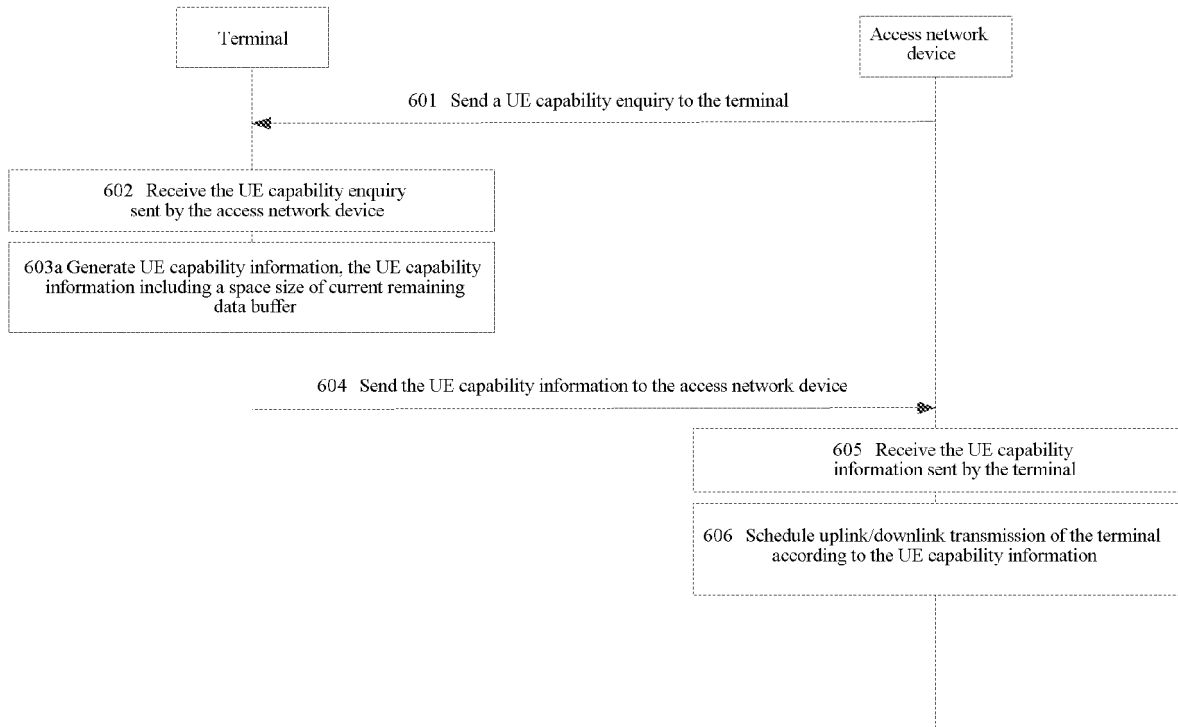 Terminal
Access network
device
601 Send a UE capability enquiry to the terminal
602 Receive the UE capability enquiry
sent by the access network device
603a Generate UE capability information, the UE capability
information including a space size of current remaining
data buffer
604 Send the UE capability information to the access network device
605 Receive the UE capability
information sent by the terminal
606 Schedule uplink/downlink transmission of the terminal
according to the UE capability information